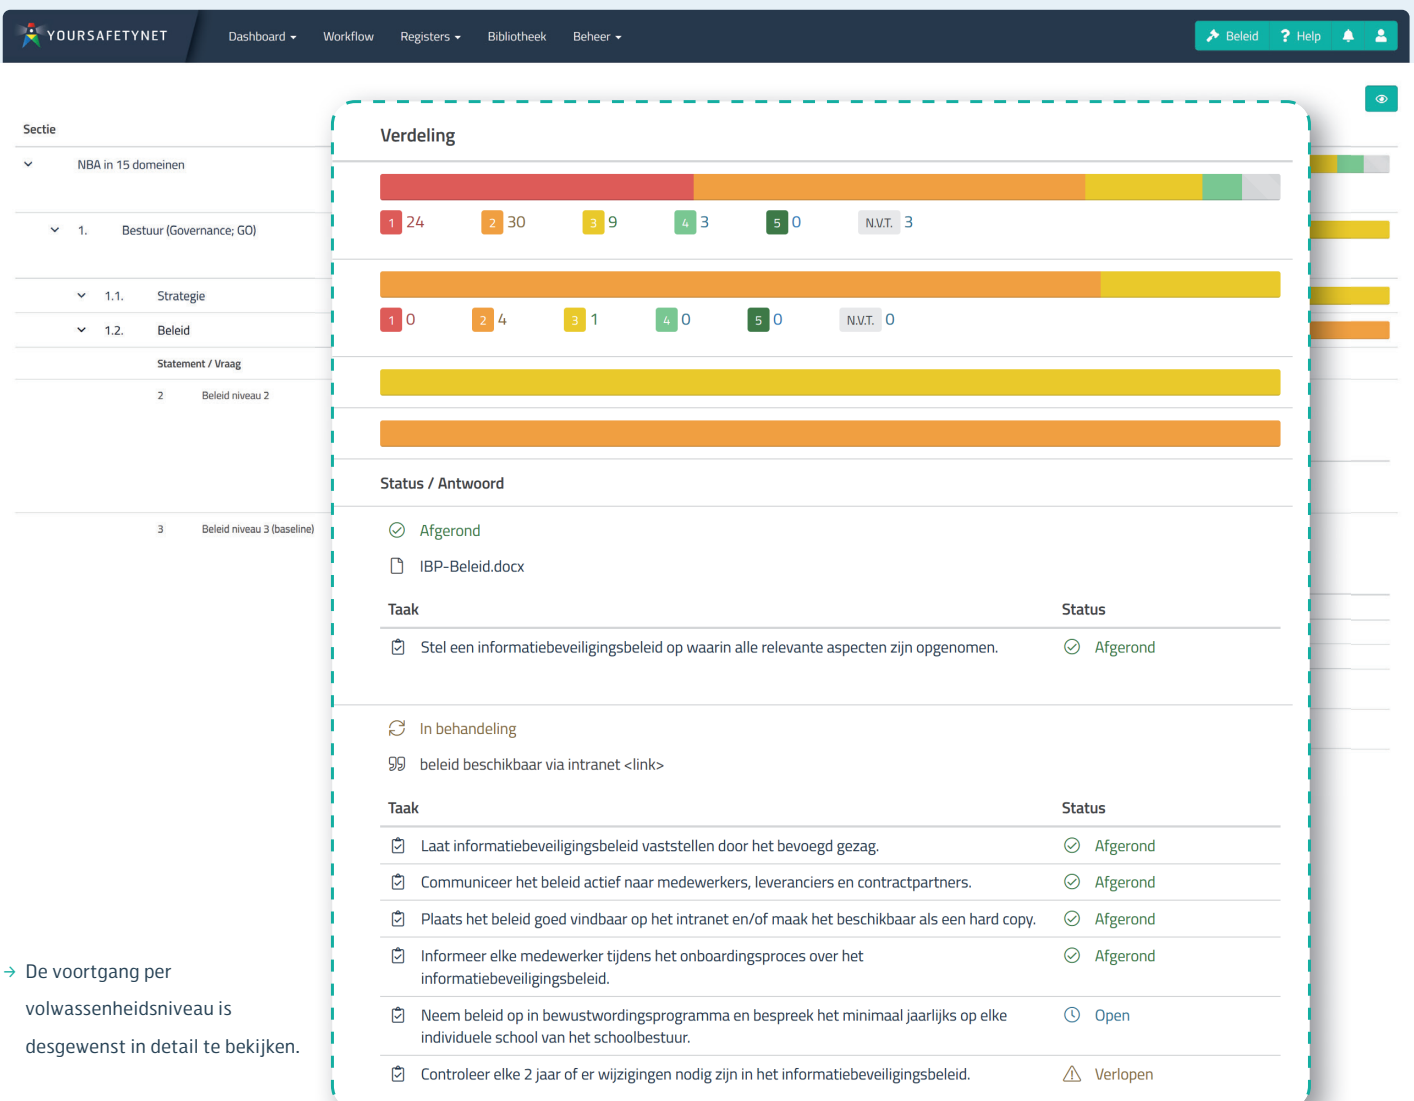 YOURSAFETYNET
Dashboard
Workflow
Registers
Bibliotheek
Beheer
Beleid
? Help
Sectie
Verdeling
NBA in 15 domeinen
1 24 2 30 3 9 4 3 5 0 N.V.T. 3
1. Bestuur (Governance; GO)
1 0 2 4 3 1 4 0 5 0 N.V.T. 0
1.1. Strategie
1.2. Beleid
Statement / Vraag
2 Beleid niveau 2
Status / Antwoord
3 Beleid niveau 3 (baseline)
Afgerond
IBP-Beleid.docx
Taak Status
Stel een informatiebeveiligingsbeleid op waarin alle relevante aspecten zijn opgenomen. Afgerond
In behandeling
beleid beschikbaar via intranet <link>
Taak Status
Laat informatiebeveiligingsbeleid vaststellen door het bevoegd gezag. Afgerond
Communiceer het beleid actief naar medewerkers, leveranciers en contractpartners. Afgerond
Plaats het beleid goed vindbaar op het intranet en/of maak het beschikbaar als een hard copy. Afgerond
Informeer elke medewerker tijdens het onboardingsproces over het Afgerond
informatiebeveiligingsbeleid.
Neem beleid op in bewustwordingsprogramma en bespreek het minimaal jaarlijks op elke Open
individuele school van het schoolbestuur.
Controleer elke 2 jaar of er wijzigingen nodig zijn in het informatiebeveiligingsbeleid. Verlopen
→ De voortgang per
volwassenheidsniveau is
desgewenst in detail te bekijken.